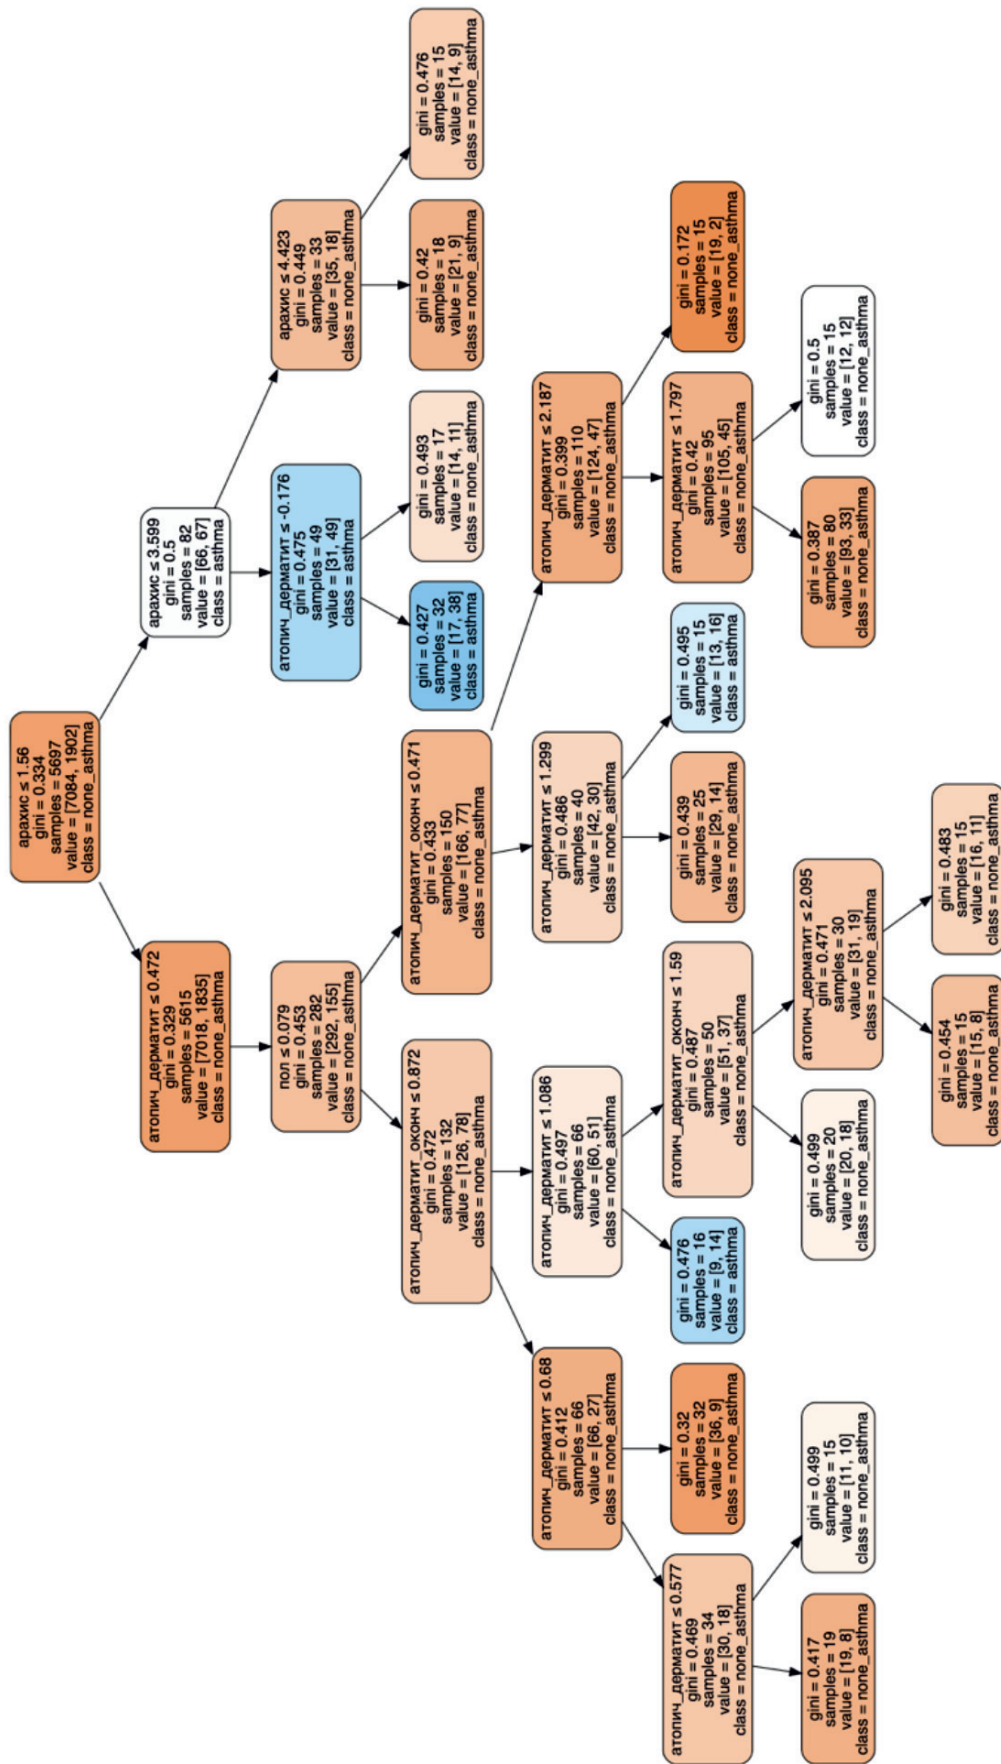 арахис ≤ 1.56
gini = 0.334
samples = 5697
value = [7084, 1902]
class = none_asthma
атопич_дерматит ≤ 0.472
gini = 0.329
samples = 5615
value = [7018, 1835]
class = none_asthma
арахис ≤ 3.599
gini = 0.5
samples = 82
value = [66, 67]
class = asthma
пол ≤ 0.079
gini = 0.453
samples = 282
value = [292, 155]
class = none_asthma
атопич_дерматит ≤ -0.176
gini = 0.475
samples = 49
value = [31, 49]
class = asthma
арахис ≤ 4.423
gini = 0.449
samples = 33
value = [35, 18]
class = none_asthma
атопич_дерматит_оконч ≤ 0.872
gini = 0.472
samples = 132
value = [126, 78]
class = none_asthma
атопич_дерматит_оконч ≤ 0.471
gini = 0.433
samples = 150
value = [166, 77]
class = none_asthma
gini = 0.427
samples = 32
value = [17, 38]
class = asthma
gini = 0.493
samples = 17
value = [14, 11]
class = none_asthma
gini = 0.42
samples = 18
value = [21, 9]
class = none_asthma
gini = 0.476
samples = 15
value = [14, 9]
class = none_asthma
атопич_дерматит ≤ 0.68
gini = 0.412
samples = 66
value = [66, 27]
class = none_asthma
атопич_дерматит ≤ 1.086
gini = 0.497
samples = 66
value = [60, 51]
class = none_asthma
атопич_дерматит ≤ 1.299
gini = 0.486
samples = 40
value = [42, 30]
class = none_asthma
атопич_дерматит ≤ 2.187
gini = 0.399
samples = 110
value = [124, 47]
class = none_asthma
атопич_дерматит ≤ 0.577
gini = 0.469
samples = 34
value = [30, 18]
class = none_asthma
gini = 0.32
samples = 32
value = [36, 9]
class = none_asthma
gini = 0.476
samples = 16
value = [9, 14]
class = asthma
атопич_дерматит_оконч ≤ 1.59
gini = 0.487
samples = 50
value = [51, 37]
class = none_asthma
gini = 0.439
samples = 25
value = [29, 14]
class = none_asthma
gini = 0.495
samples = 15
value = [13, 16]
class = asthma
атопич_дерматит ≤ 1.797
gini = 0.42
samples = 95
value = [105, 45]
class = none_asthma
gini = 0.172
samples = 15
value = [19, 2]
class = none_asthma
gini = 0.417
samples = 19
value = [19, 8]
class = none_asthma
gini = 0.499
samples = 15
value = [11, 10]
class = none_asthma
gini = 0.499
samples = 20
value = [20, 18]
class = none_asthma
атопич_дерматит ≤ 2.095
gini = 0.471
samples = 30
value = [31, 19]
class = none_asthma
gini = 0.387
samples = 80
value = [93, 33]
class = none_asthma
gini = 0.5
samples = 15
value = [12, 12]
class = none_asthma
gini = 0.454
samples = 15
value = [15, 8]
class = none_asthma
gini = 0.483
samples = 15
value = [16, 11]
class = none_asthma